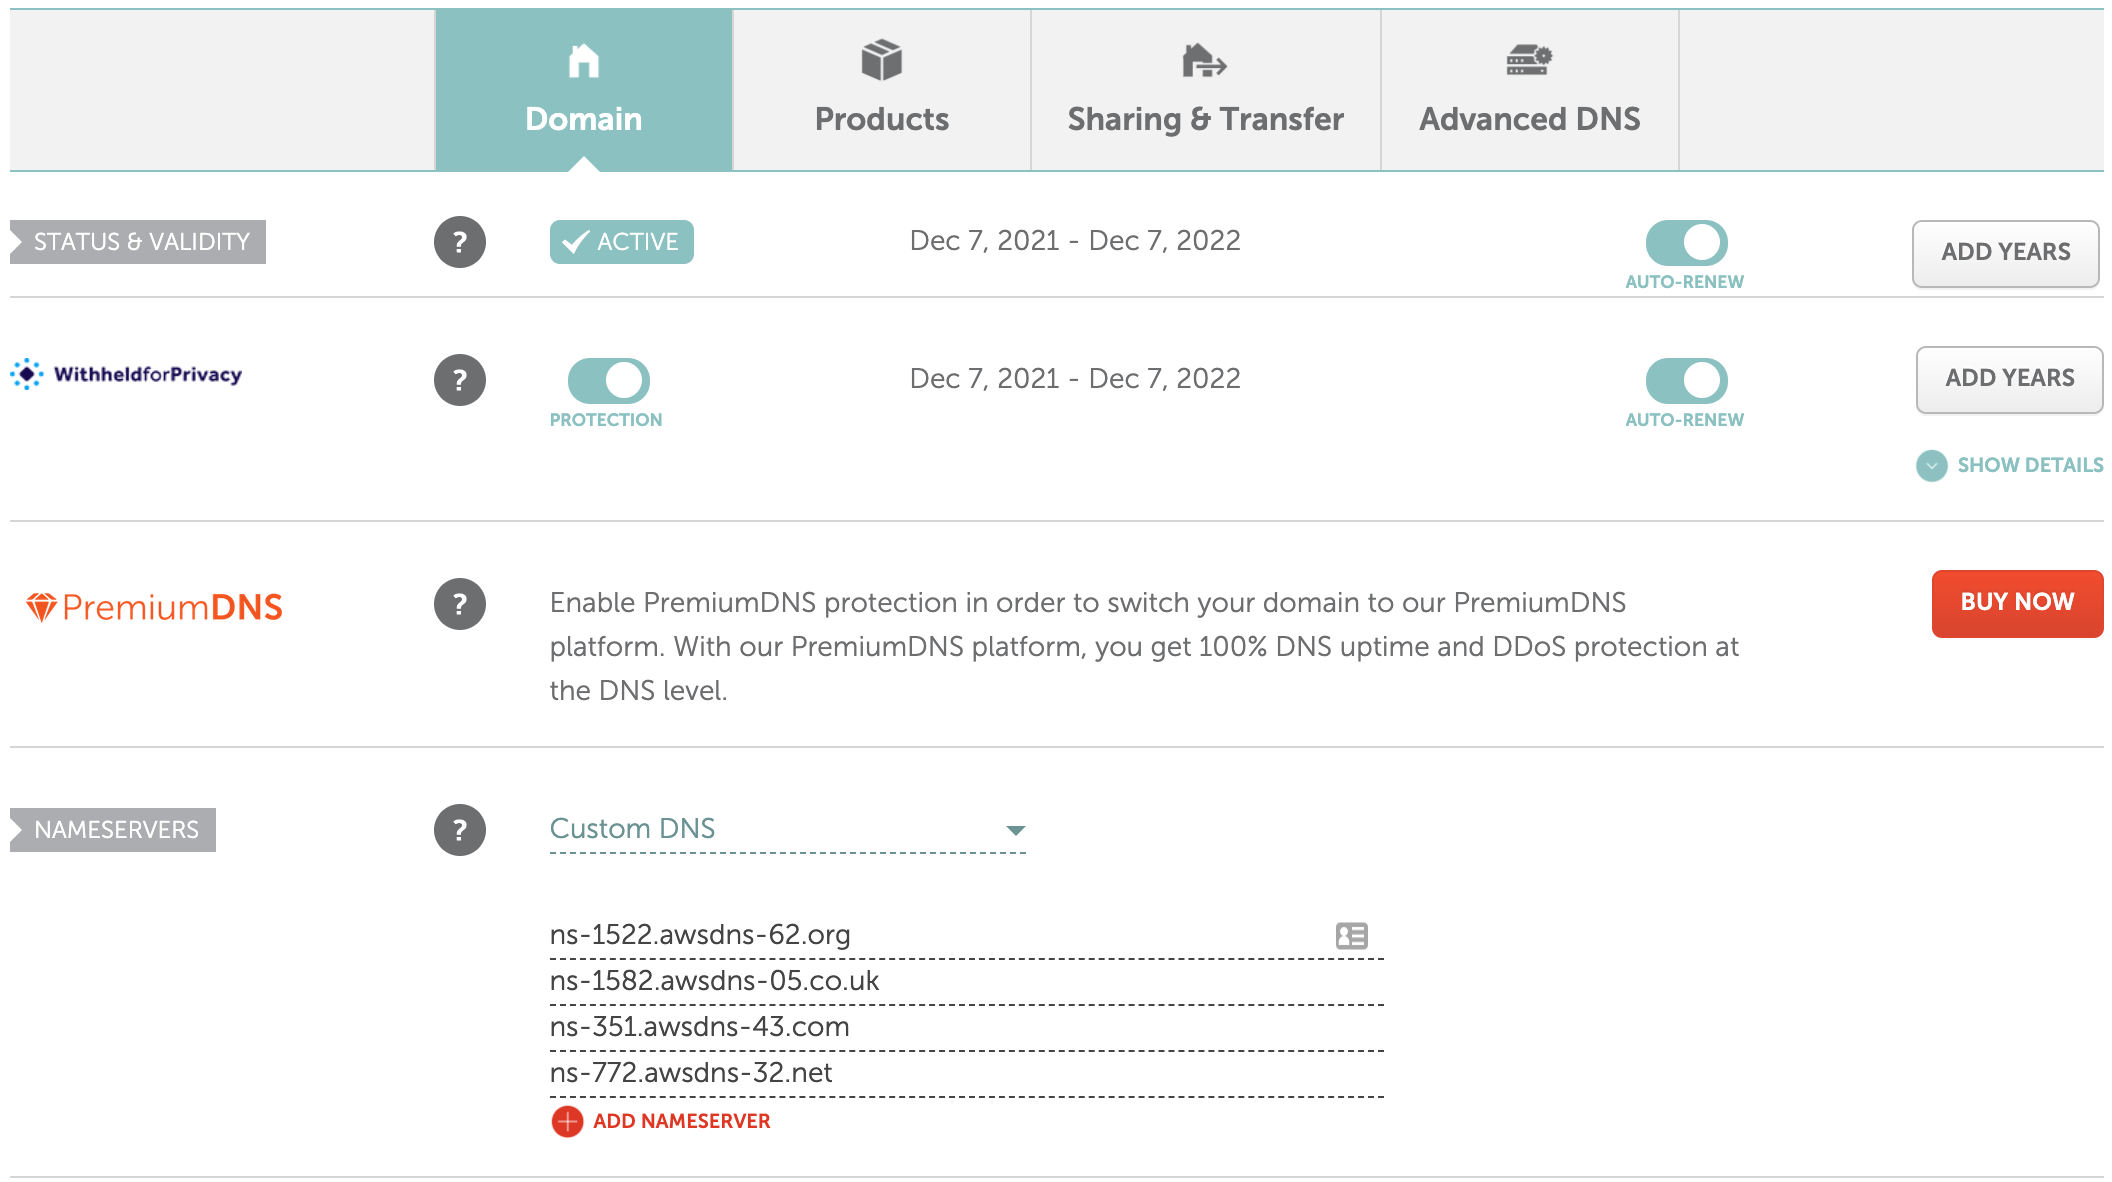 Domain
Products
Sharing & Transfer
Advanced DNS
STATUS & VALIDITY
?
ACTIVE
Dec 7, 2021 - Dec 7, 2022
AUTO-RENEW
ADD YEARS
WithheldforPrivacy
?
PROTECTION
Dec 7, 2021 - Dec 7, 2022
AUTO-RENEW
ADD YEARS
SHOW DETAILS
PremiumDNS
?
Enable PremiumDNS protection in order to switch your domain to our PremiumDNS
platform. With our PremiumDNS platform, you get 100% DNS uptime and DDoS protection at
the DNS level.
BUY NOW
NAMESERVERS
?
Custom DNS
ns-1522.awsdns-62.org
ns-1582.awsdns-05.co.uk
ns-351.awsdns-43.com
ns-772.awsdns-32.net
ADD NAMESERVER